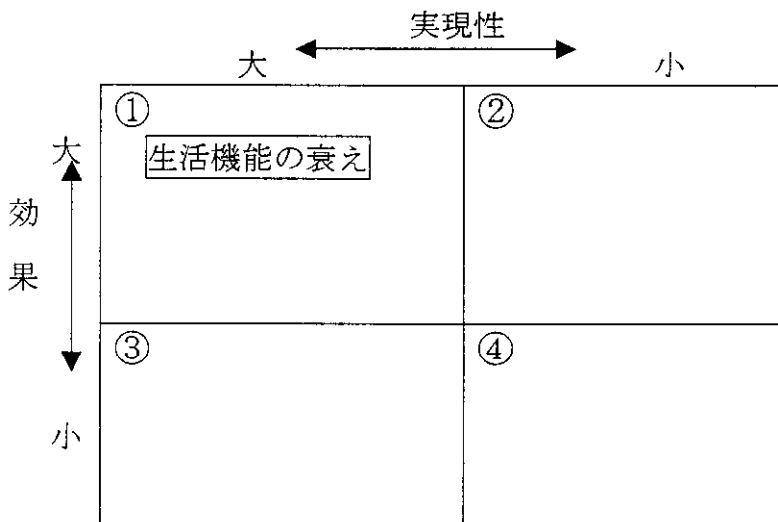 実現性
大 小
① ②
大
生活機能の衰え
効
果
③ ④
小